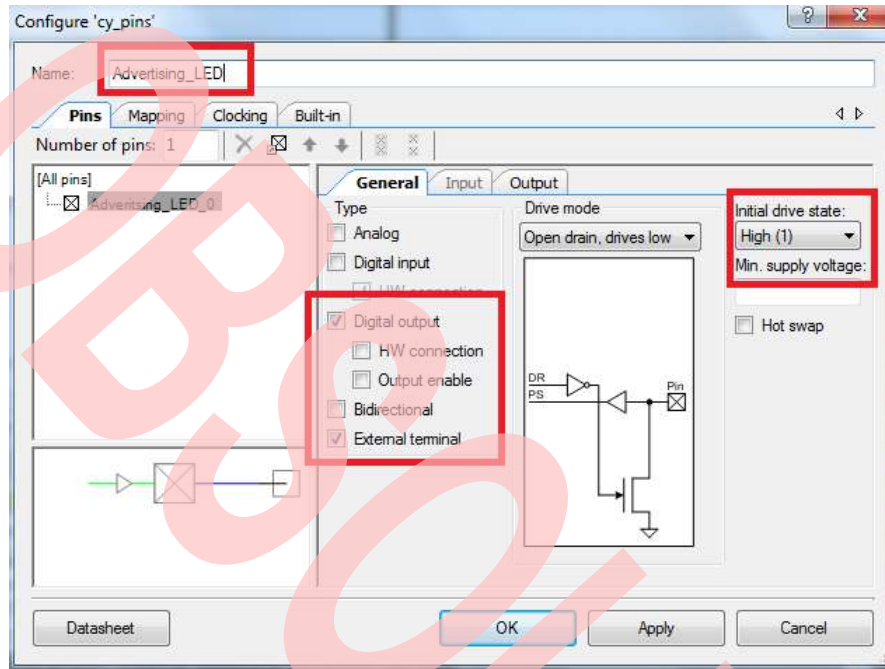 Configure 'cy_pins'
Name: Advertising_LED
Pins Mapping Clocking Built-in
Number of pins: 1
[All pins]
Advertising_LED_0
General Input Output
Type
Analog
Digital input
HW connection
Digital output
HW connection
Output enable
Bidirectional
External terminal
Drive mode
Open drain, drives low
DR
PS
Pin
Initial drive state:
High (1)
Min. supply voltage:
Hot swap
Datasheet OK Apply Cancel